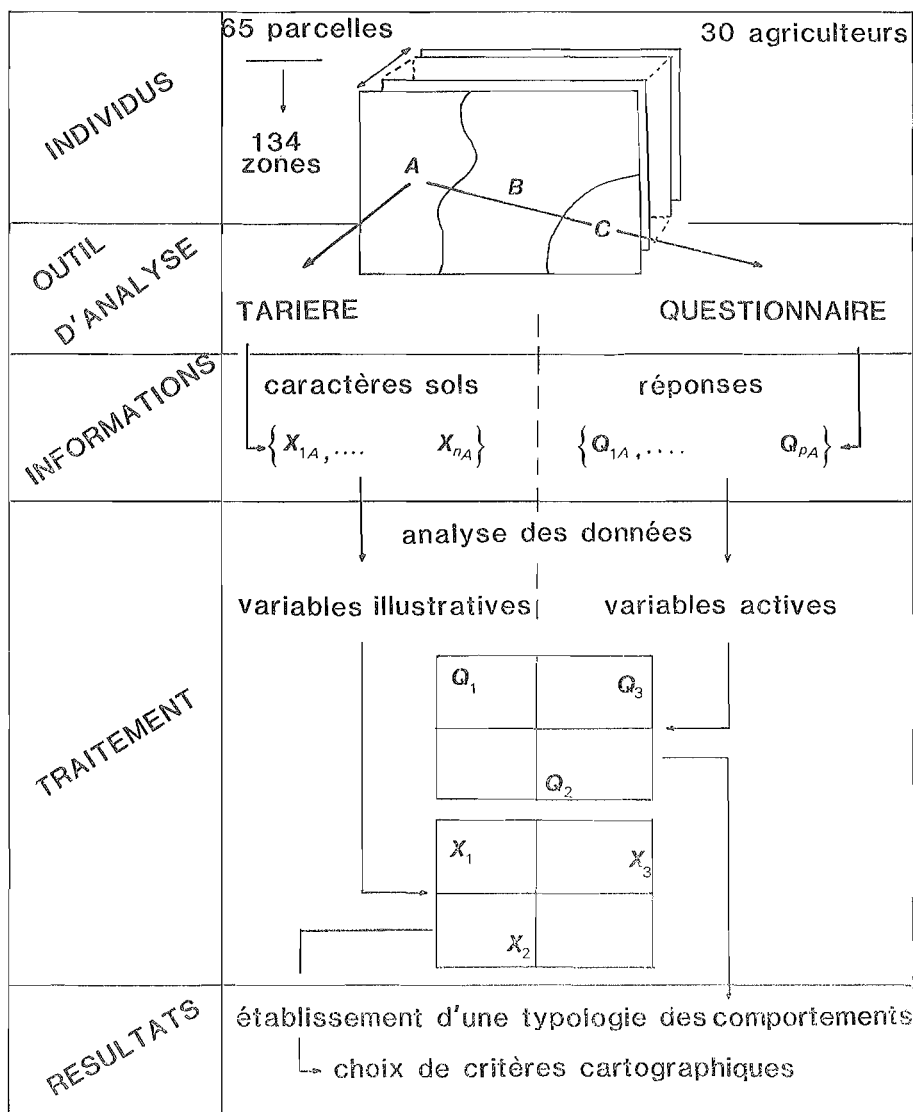 65 parcelles
30 agriculteurs
INDIVIDUS
134
zones
A
B
C
OUTIL
D'ANALYSE
TARIERE
QUESTIONNAIRE
INFORMATIONS
caractères sols
réponses
{X1A,.... XnA}
{Q1A,.... QpA}
analyse des données
variables illustratives
variables actives
TRAITEMENT
Q1
Q3
Q2
X1
X3
X2
RESULTATS
établissement d'une typologie des comportements
choix de critères cartographiques